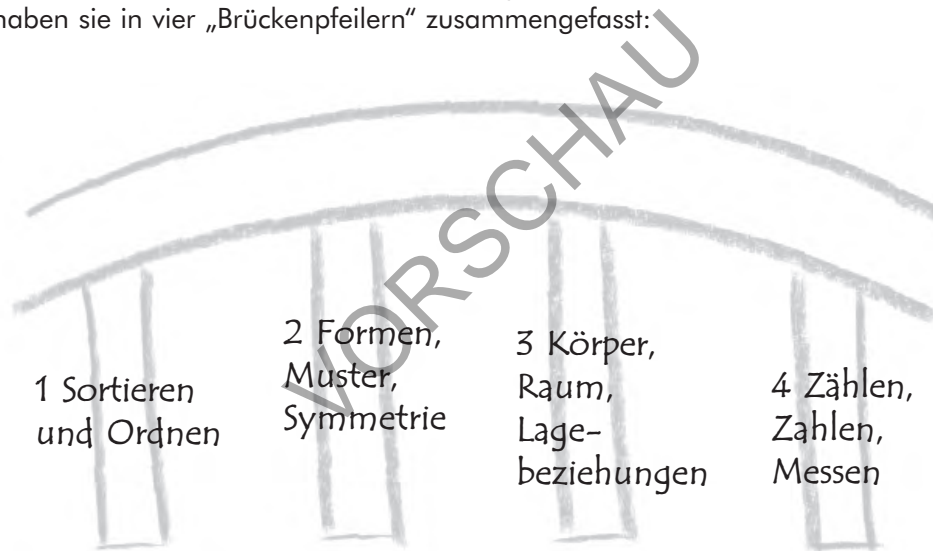 haben sie in vier „Brückenpfeilern“ zusammengefasst:
VORSCHAU
1 Sortieren
und Ordnen
2 Formen,
Muster,
Symmetrie
3 Körper,
Raum,
Lage-
beziehungen
4 Zählen,
Zahlen,
Messen